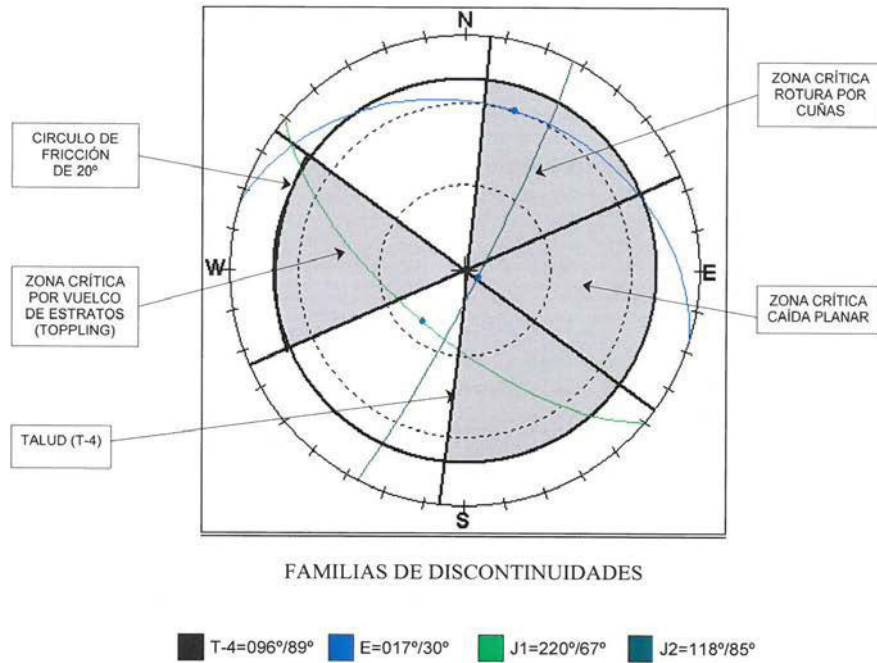 N
ZONA CRÍTICA
ROTURA POR
CUÑAS
CIRCULO DE
FRICCIÓN
DE 20º
W
E
ZONA CRÍTICA
POR VUELCO
DE ESTRATOS
(TOPPLING)
ZONA CRÍTICA
CAÍDA PLANAR
TALUD (T-4)
S
FAMILIAS DE DISCONTINUIDADES
T-4=096º/89º E=017º/30º J1=220º/67º J2=118º/85º